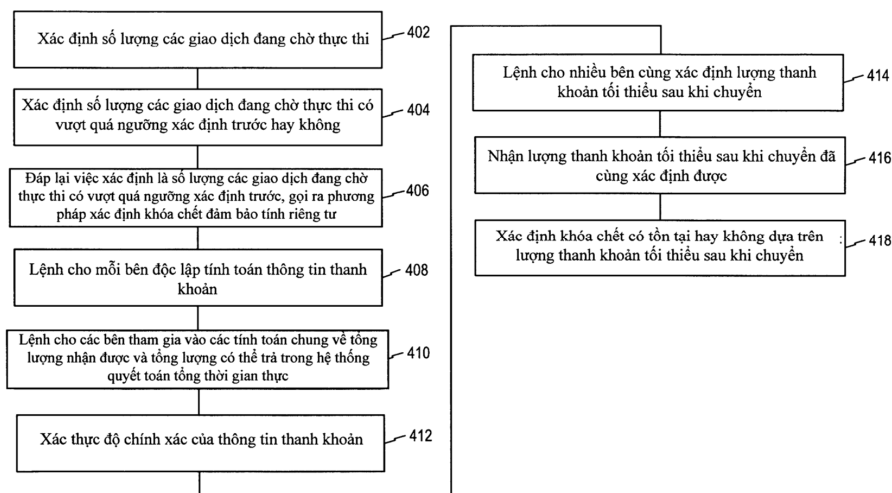 Xác định số lượng các giao dịch đang chờ thực thi
402
Xác định số lượng các giao dịch đang chờ thực thi có
vượt quá ngưỡng xác định trước hay không
404
Đáp lại việc xác định là số lượng các giao dịch đang chờ
thực thi có vượt quá ngưỡng xác định trước, gọi ra phương
pháp xác định khóa chết đảm bảo tính riêng tư
406
Lệnh cho mỗi bên độc lập tính toán thông tin thanh
khoản
408
Lệnh cho các bên tham gia vào các tính toán chung về tổng
lượng nhận được và tổng lượng có thể trả trong hệ thống
quyết toán tổng thời gian thực
410
Xác thực độ chính xác của thông tin thanh khoản
412
Lệnh cho nhiều bên cùng xác định lượng thanh
khoản tối thiểu sau khi chuyển
414
Nhận lượng thanh khoản tối thiểu sau khi chuyển đã
cùng xác định được
416
Xác định khóa chết có tồn tại hay không dựa trên
lượng thanh khoản tối thiểu sau khi chuyển
418